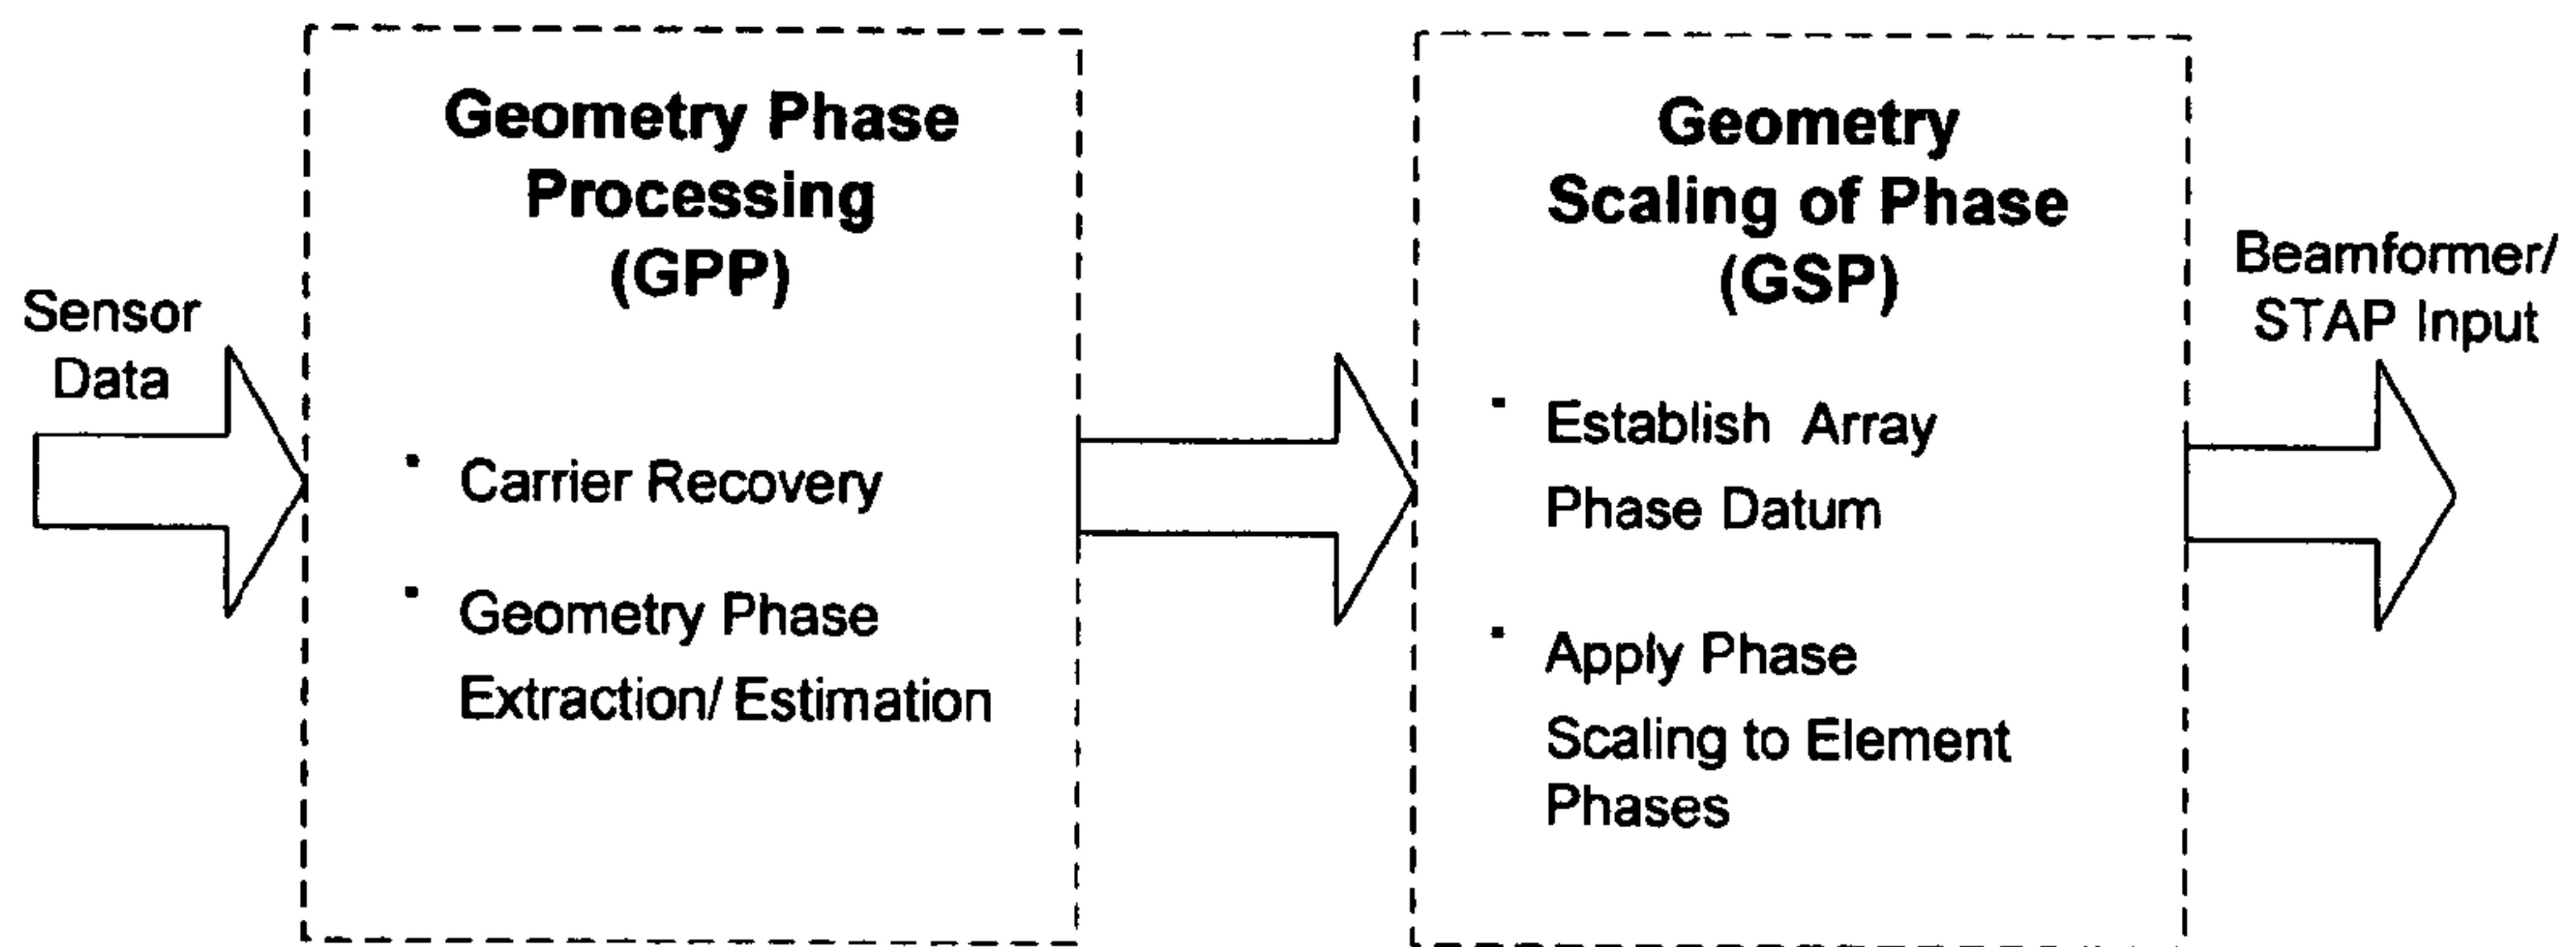 Sensor
Data
Geometry Phase
Processing
(GPP)
· Carrier Recovery
· Geometry Phase
Extraction/ Estimation
Geometry
Scaling of Phase
(GSP)
· Establish Array
Phase Datum
· Apply Phase
Scaling to Element
Phases
Beamformer/
STAP Input